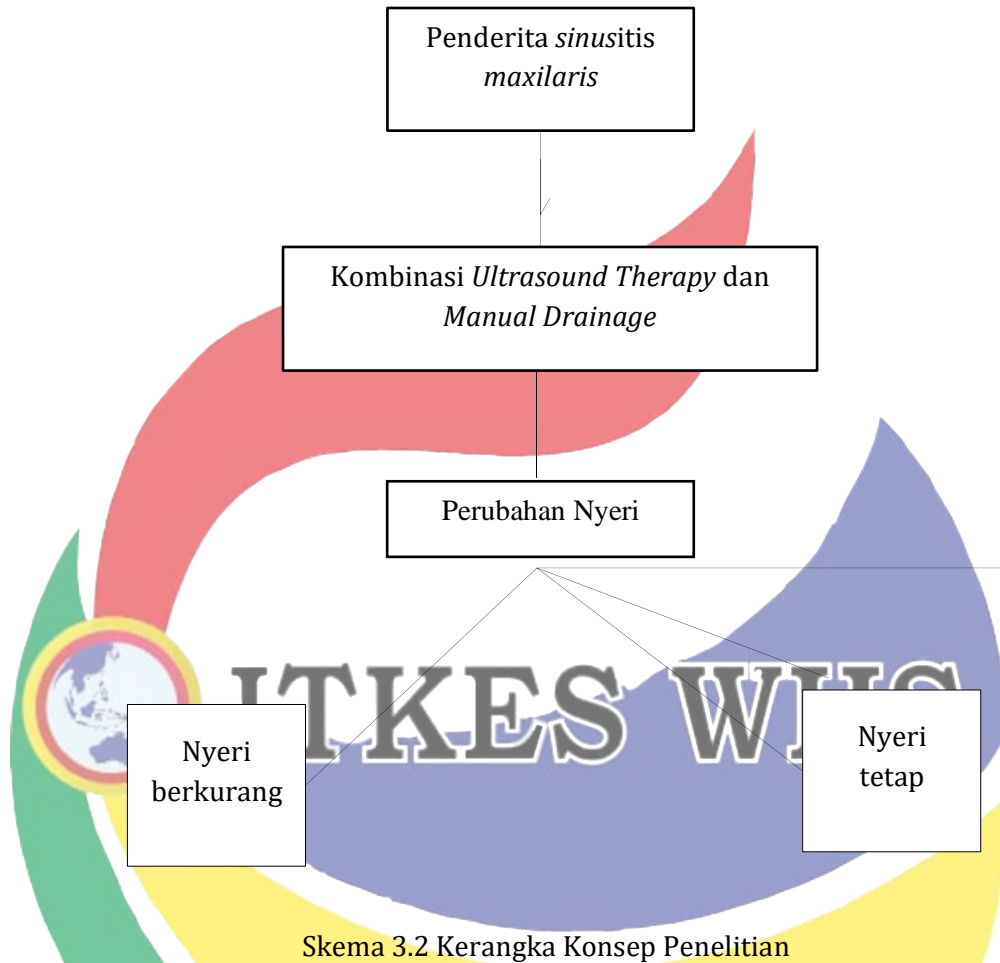 Penderita sinusitis
maxilaris
Kombinasi Ultrasound Therapy dan
Manual Drainage
Perubahan Nyeri
ITKES WHS
Nyeri
berkurang
Nyeri
tetap
Skema 3.2 Kerangka Konsep Penelitian